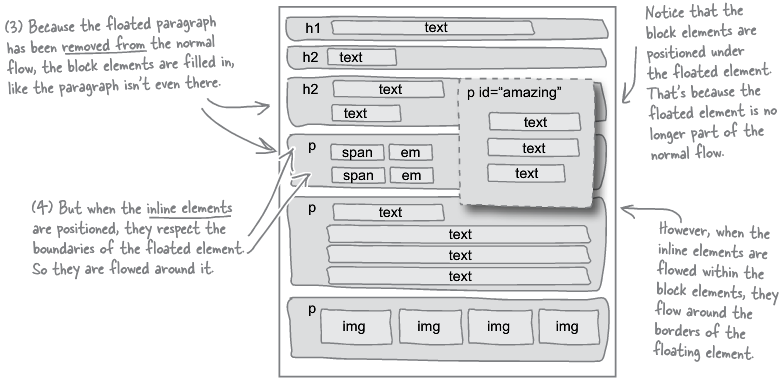 (3) Because the floated paragraph
has been removed from the normal
flow, the block elements are filled in,
like the paragraph isn't even there.
(4) But when the inline elements
are positioned, they respect the
boundaries of the floated element.
So they are flowed around it.
h1
text
h2
text
h2
text
text
p id="amazing"
text
text
text
p
span
em
span
em
p
text
text
text
text
p
img
img
img
img
Notice that the
block elements are
positioned under
the floated element.
That's because the
floated element is no
longer part of the
normal flow.
However, when the
inline elements are
flowed within the
block elements, they
flow around the
borders of the
floating element.